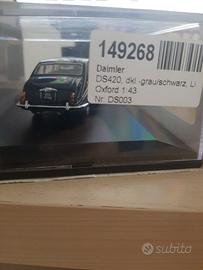 149268
Daimler
DS420, dkl.-grau/schwarz, Li
Oxford 1:43
Nr. DS003
subito